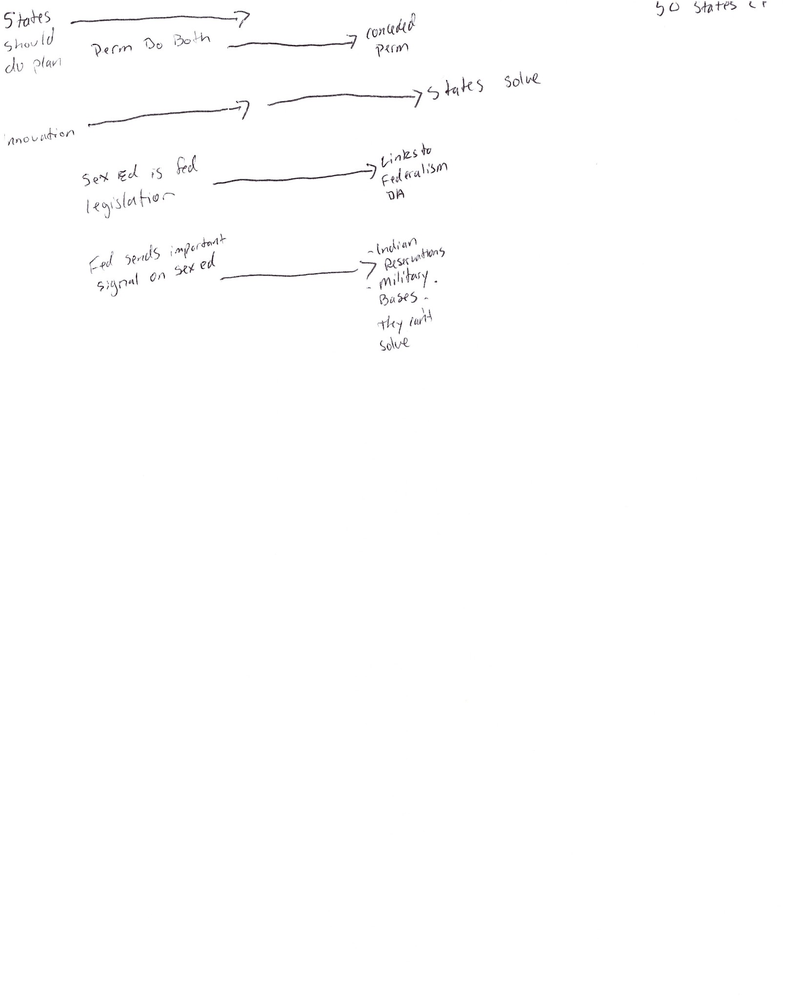 50 States CP
States
should
do plan
Perm Do Both
conceded
perm
innovation
States solve
Sex Ed is fed
legislation
Links to
Federalism
DA
Fed sends important
signal on sex ed
- Indian
Reservations
- Military.
Bases -
they can't
solve